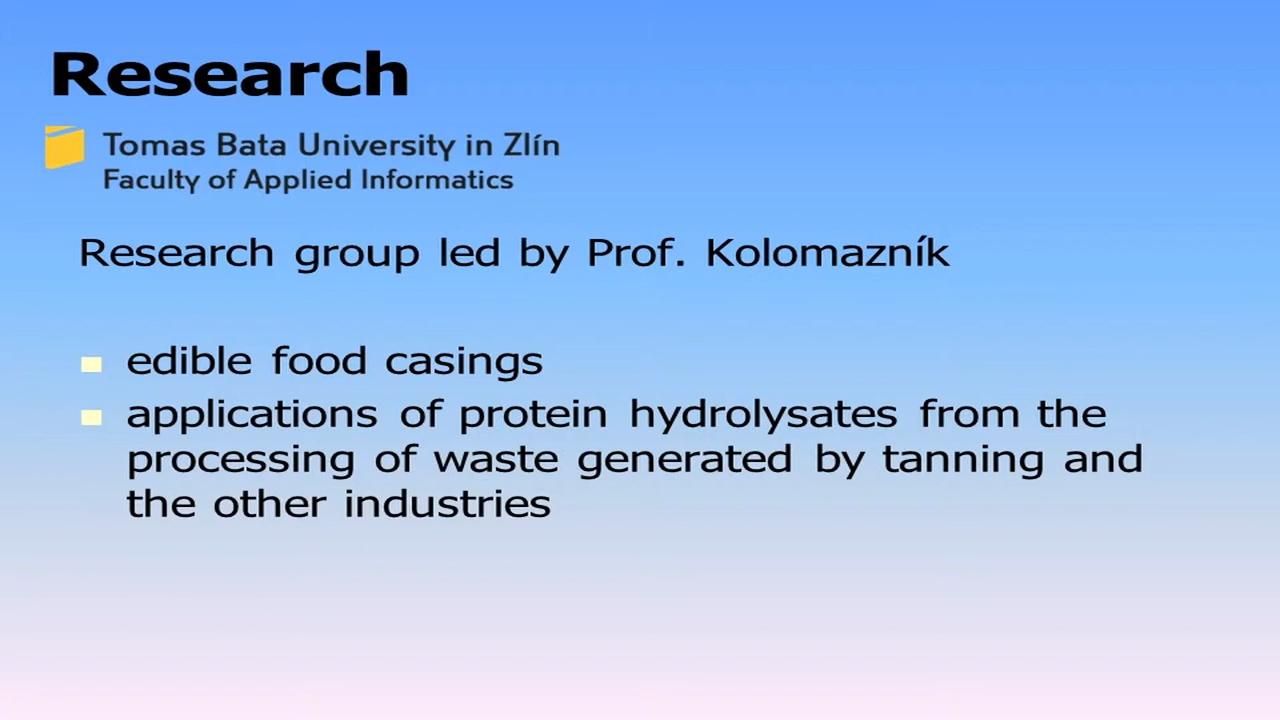 Research
Tomas Bata University in Zlín
Faculty of Applied Informatics
Research group led by Prof. Kolomazník
edible food casings
applications of protein hydrolysates from the
processing of waste generated by tanning and
the other industries